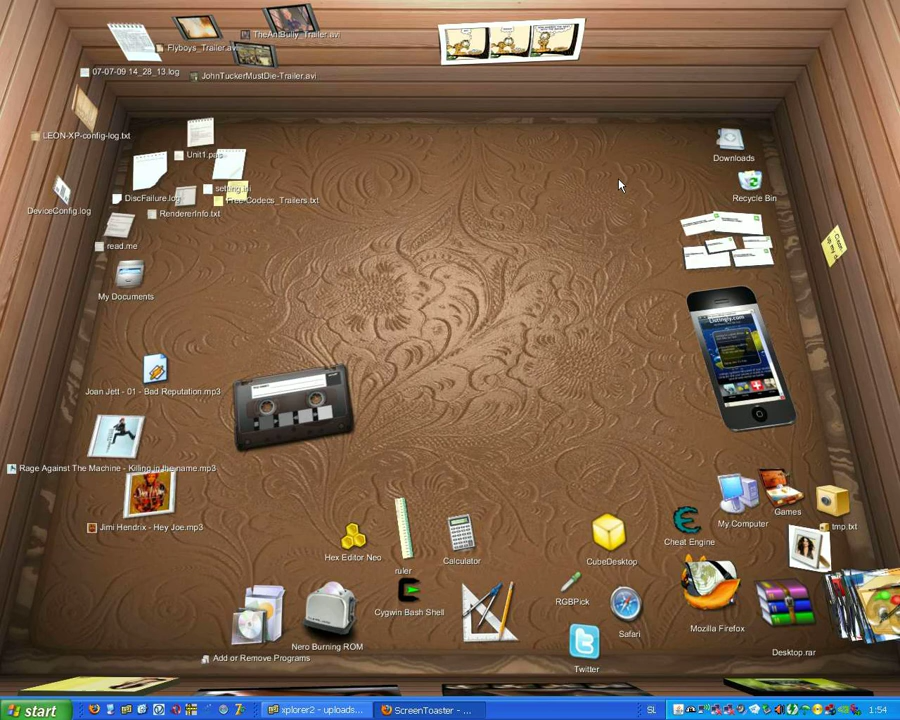 TheAntBully_Trailer.avi
Flyboys_Trailer.avi
07-07-09 14_28_13.log
JohnTuckerMustDie-Trailer.avi
LEON-XP-config-log.txt
Unit1.pas
Downloads
setting.ini
DiscFailure.log
Free_Codecs_Trailers.txt
Recycle Bin
DeviceConfig.log
RendererInfo.txt
read.me
My Documents
Listingly.com
Joan Jett - 01 - Bad Reputation.mp3
Rage Against The Machine - Killing in the name.mp3
Jimi Hendrix - Hey Joe.mp3
Games
My Computer
tmp.txt
Cheat Engine
Hex Editor Neo
Calculator
CubeDesktop
ruler
RGBPick
Cygwin Bash Shell
Mozilla Firefox
Safari
Nero Burning ROM
Desktop.rar
Add or Remove Programs
Twitter
start
xplorer2 - uploads...
ScreenToaster - ...
SL
1:54